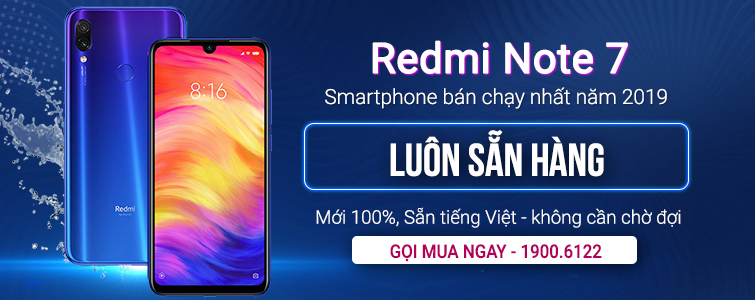 Redmi Note 7
Smartphone bán chạy nhất năm 2019
LUÔN SẴN HÀNG
Mới 100%, Sẵn tiếng Việt - không cần chờ đợi
GỌI MUA NGAY - 1900.6122
8:16
Redmi